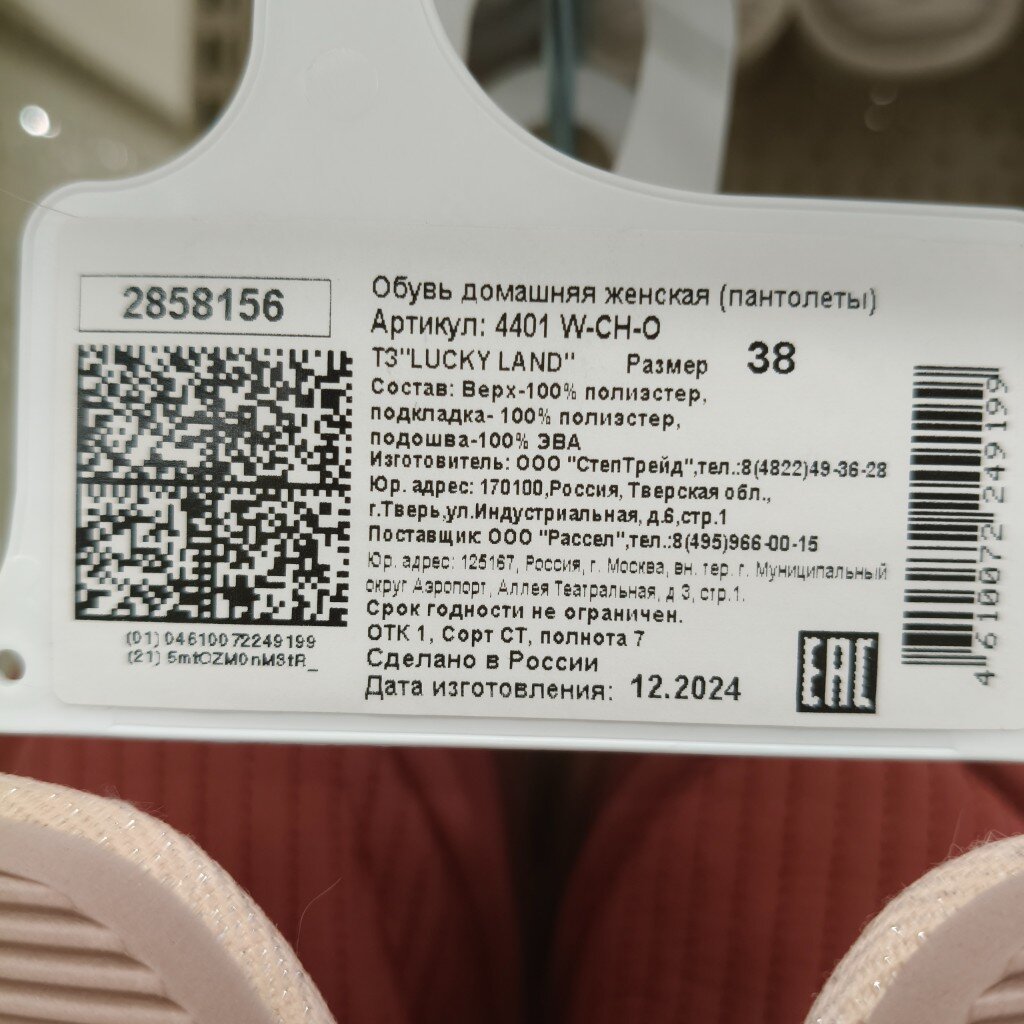 2858156
(01) 04610072249199
(21) 5mtOZM0nM3tR_
Обувь домашняя женская (пантолеты)
Артикул: 4401 W-CH-O
ТЗ"LUCKY LAND" Размер 38
Состав: Верх-100% полиэстер,
подкладка- 100% полиэстер,
подошва-100% ЭВА
Изготовитель: ООО "СтепТрейд",тел.:8(4822)49-36-28
Юр. адрес: 170100,Россия, Тверская обл.,
г.Тверь,ул.Индустриальная, д.6,стр.1
Поставщик: ООО "Рассел",тел.:8(495)966-00-15
Юр. адрес: 125167, Россия, г. Москва, вн. тер. г. Муниципальный
округ Аэропорт, Аллея Театральная, д 3, стр.1.
Срок годности не ограничен.
ОТК 1, Сорт СТ, полнота 7
Сделано в России
Дата изготовления: 12.2024
EAC
4 610072 249199